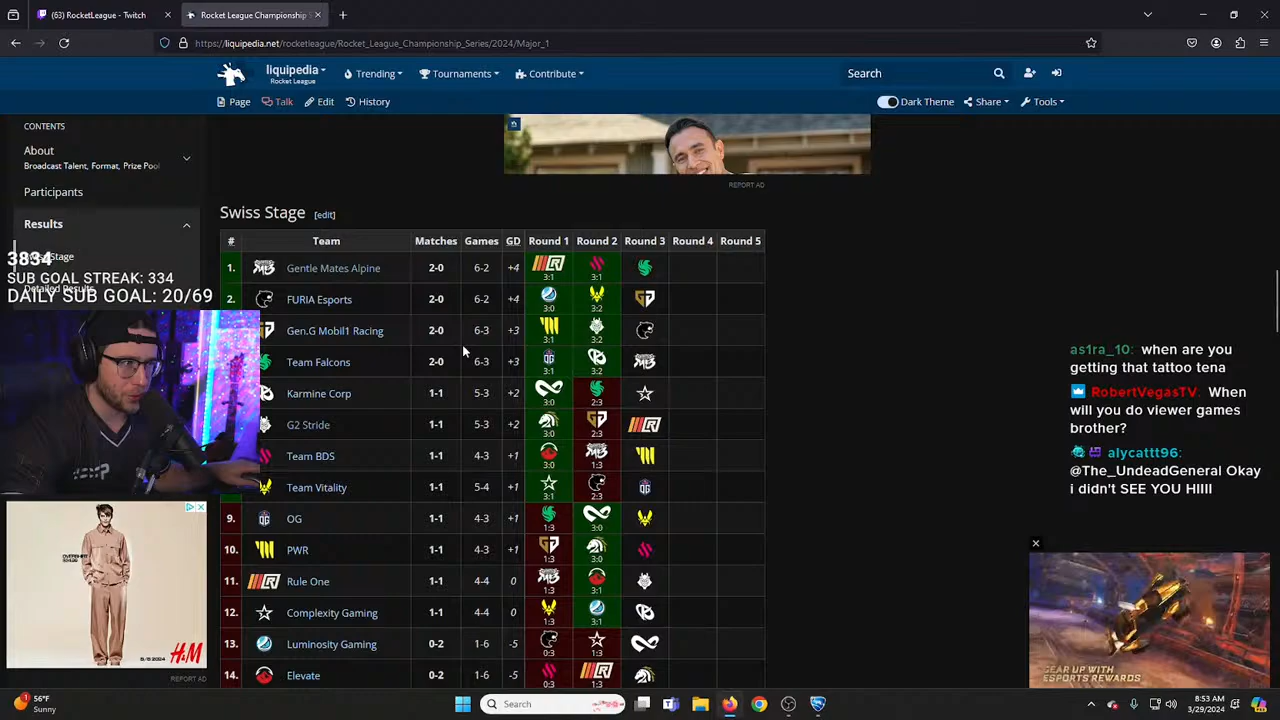 (63) RocketLeague - Twitch
Rocket League Championship S
https://liquipedia.net/rocketleague/Rocket_League_Championship_Series/2024/Major_1
liquipedia
Rocket League
Trending
Tournaments
Contribute
Search
Page
Talk
Edit
History
Dark Theme
Share
Tools
CONTENTS
About
Broadcast Talent, Format, Prize Pool
Participants
Results
Detailed Results
SUB GOAL STREAK: 334
DAILY SUB GOAL: 20/69
REPORT AD
Swiss Stage [edit]
# Team Matches Games GD Round 1 Round 2 Round 3 Round 4 Round 5
1. Gentle Mates Alpine 2-0 6-2 +4 3:1 3:1
2. FURIA Esports 2-0 6-2 +4 3:0 3:2
Gen.G Mobil1 Racing 2-0 6-3 +3 3:1 3:2
Team Falcons 2-0 6-3 +3 3:1 3:2
Karmine Corp 1-1 5-3 +2 3:0 2:3
G2 Stride 1-1 5-3 +2 3:0 2:3
Team BDS 1-1 4-3 +1 3:0 1:3
Team Vitality 1-1 5-4 +1 3:1 2:3
9. OG 1-1 4-3 +1 1:3 3:0
10. PWR 1-1 4-3 +1 1:3 3:0
11. Rule One 1-1 4-4 0 1:3 3:1
12. Complexity Gaming 1-1 4-4 0 1:3 3:1
13. Luminosity Gaming 0-2 1-6 -5 0:3 1:3
14. Elevate 0-2 1-6 -5 0:3 1:3
as1ra_10: when are you
getting that tattoo tena
RobertVegasTV: When
will you do viewer games
brother?
alycattt96:
@The_UndeadGeneral Okay
i didn't SEE YOU HIIII
H&M
REPORT AD
GEAR UP WITH
ESPORTS REWARDS
56°F
Sunny
Search
8:53 AM
3/29/2024